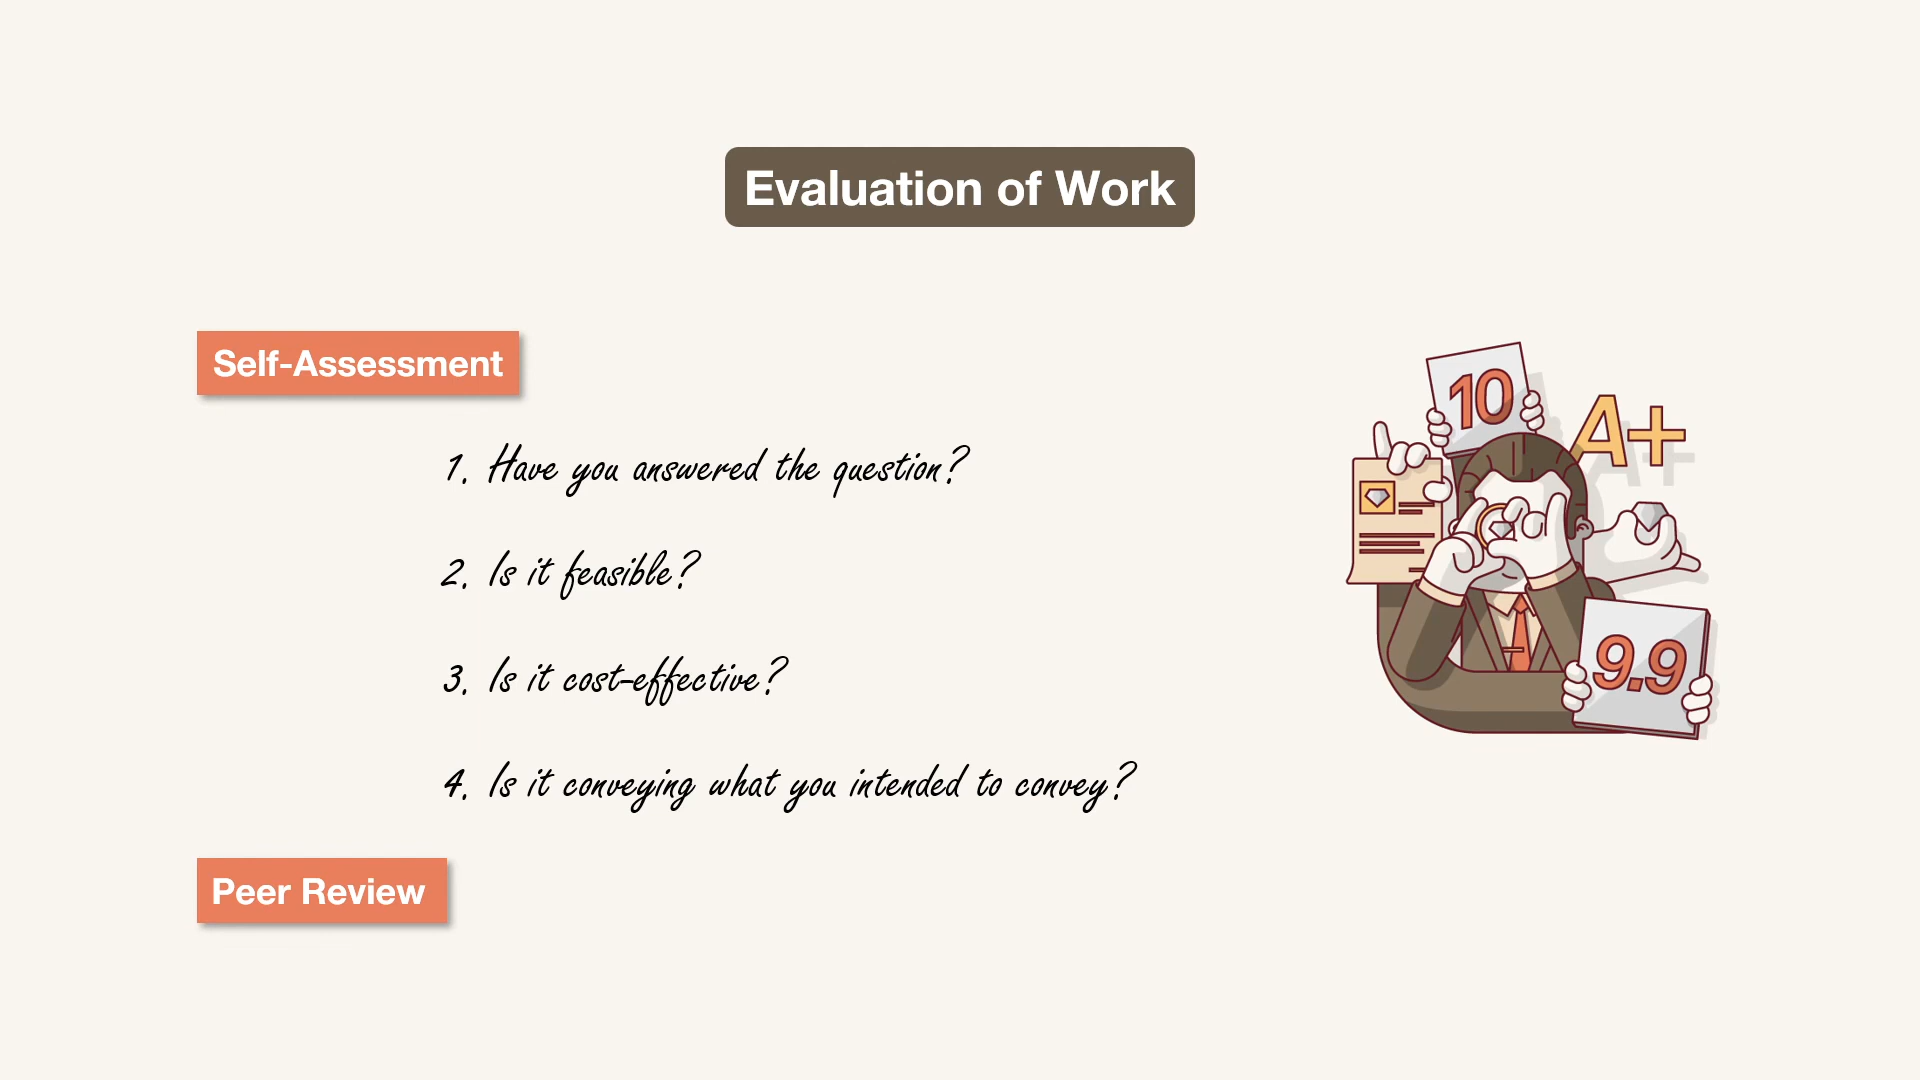 Evaluation of Work
Self-Assessment
1. Have you answered the question?
2. Is it feasible?
3. Is it cost-effective?
4. Is it conveying what you intended to convey?
Peer Review
10
A+
9.9